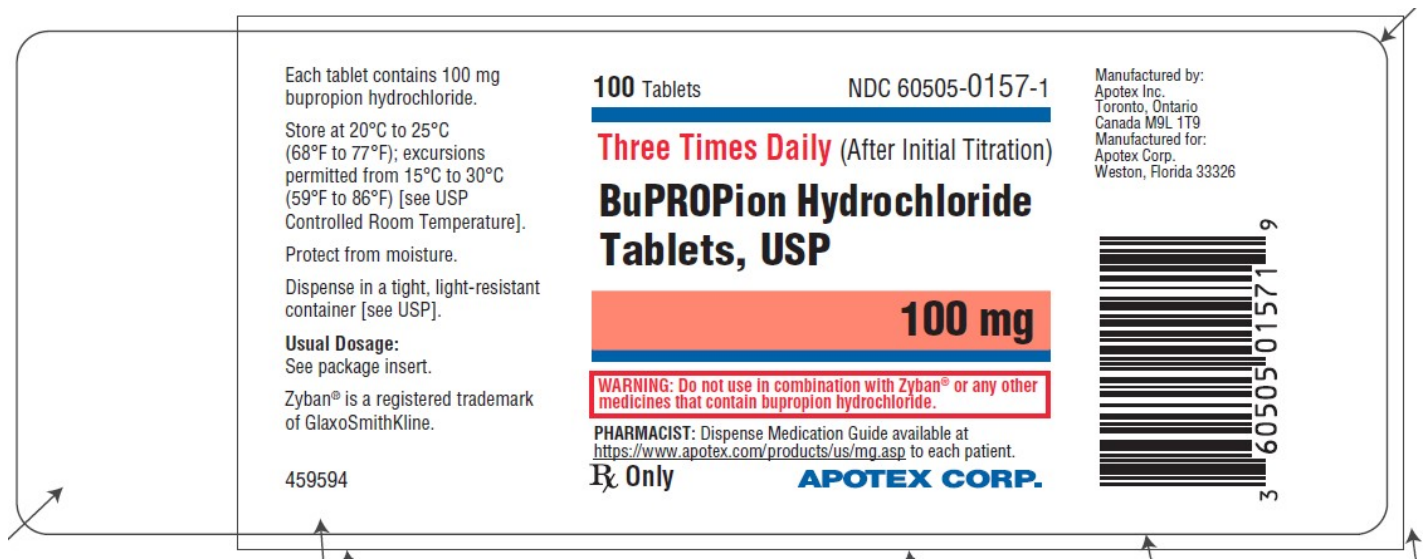 Each tablet contains 100 mg
bupropion hydrochloride.
Store at 20°C to 25°C
(68°F to 77°F); excursions
permitted from 15°C to 30°C
(59°F to 86°F) [see USP
Controlled Room Temperature].
Protect from moisture.
Dispense in a tight, light-resistant
container [see USP].
Usual Dosage:
See package insert.
Zyban® is a registered trademark
of GlaxoSmithKline.
459594
100 Tablets NDC 60505-0157-1
Three Times Daily (After Initial Titration)
BuPROPion Hydrochloride
Tablets, USP
100 mg
WARNING: Do not use in combination with Zyban® or any other
medicines that contain bupropion hydrochloride.
PHARMACIST: Dispense Medication Guide available at
https://www.apotex.com/products/us/mg.asp to each patient.
Rx Only APOTEX CORP.
Manufactured by:
Apotex Inc.
Toronto, Ontario
Canada M9L 1T9
Manufactured for:
Apotex Corp.
Weston, Florida 33326
3 60505 01571 9